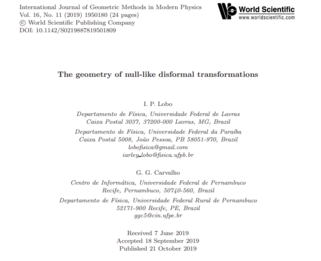 International Journal of Geometric Methods in Modern Physics
Vol. 16, No. 11 (2019) 1950180 (24 pages)
© World Scientific Publishing Company
DOI: 10.1142/S0219887819501809
World Scientific
www.worldscientific.com
The geometry of null-like disformal transformations
I. P. Lobo
Departamento de Física, Universidade Federal de Lavras
Caixa Postal 3037, 37200-000 Lavras, MG, Brazil
Departamento de Física, Universidade Federal da Paraíba
Caixa Postal 5008, João Pessoa, PB 58051-970, Brazil
lobofisica@gmail.com
iarley_lobo@fisica.ufpb.br
G. G. Carvalho
Centro de Informática, Universidade Federal de Pernambuco
Recife, Pernambuco, 50740-560, Brazil
Departamento de Física, Universidade Federal Rural de Pernambuco
52171-900 Recife, PE, Brazil
ggc5@cin.ufpe.br
Received 7 June 2019
Accepted 18 September 2019
Published 21 October 2019